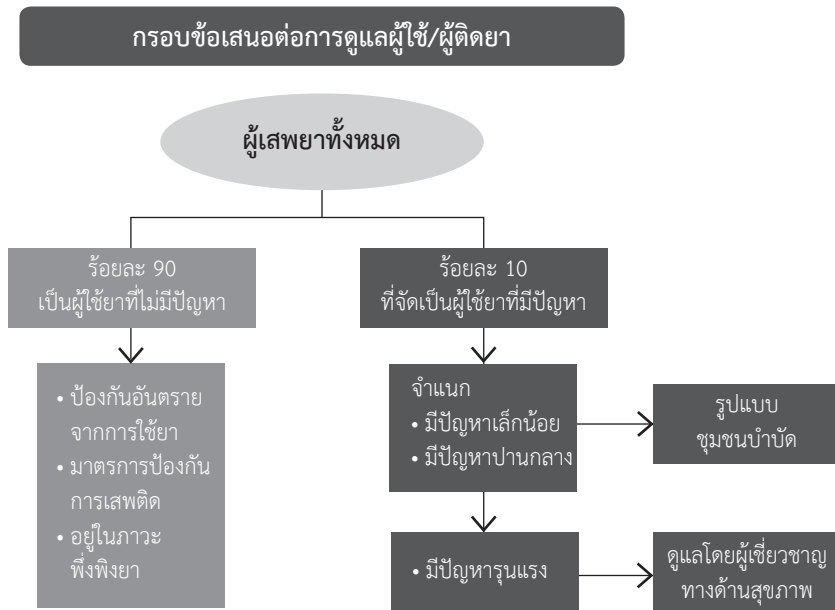 กรอบข้อเสนอต่อการดูแลผู้ใช้/ผู้ติดยา
ผู้เสพยาทั้งหมด
ร้อยละ 90
เป็นผู้ใช้ยาที่ไม่มีปัญหา
ร้อยละ 10
ที่จัดเป็นผู้ใช้ยาที่มีปัญหา
• ป้องกันอันตราย
จากการใช้ยา
• มาตรการป้องกัน
การเสพติด
• อยู่ในภาวะ
พึ่งพิงยา
จำแนก
• มีปัญหาเล็กน้อย
• มีปัญหาปานกลาง
รูปแบบ
ชุมชนบำบัด
• มีปัญหารุนแรง
ดูแลโดยผู้เชี่ยวชาญ
ทางด้านสุขภาพ